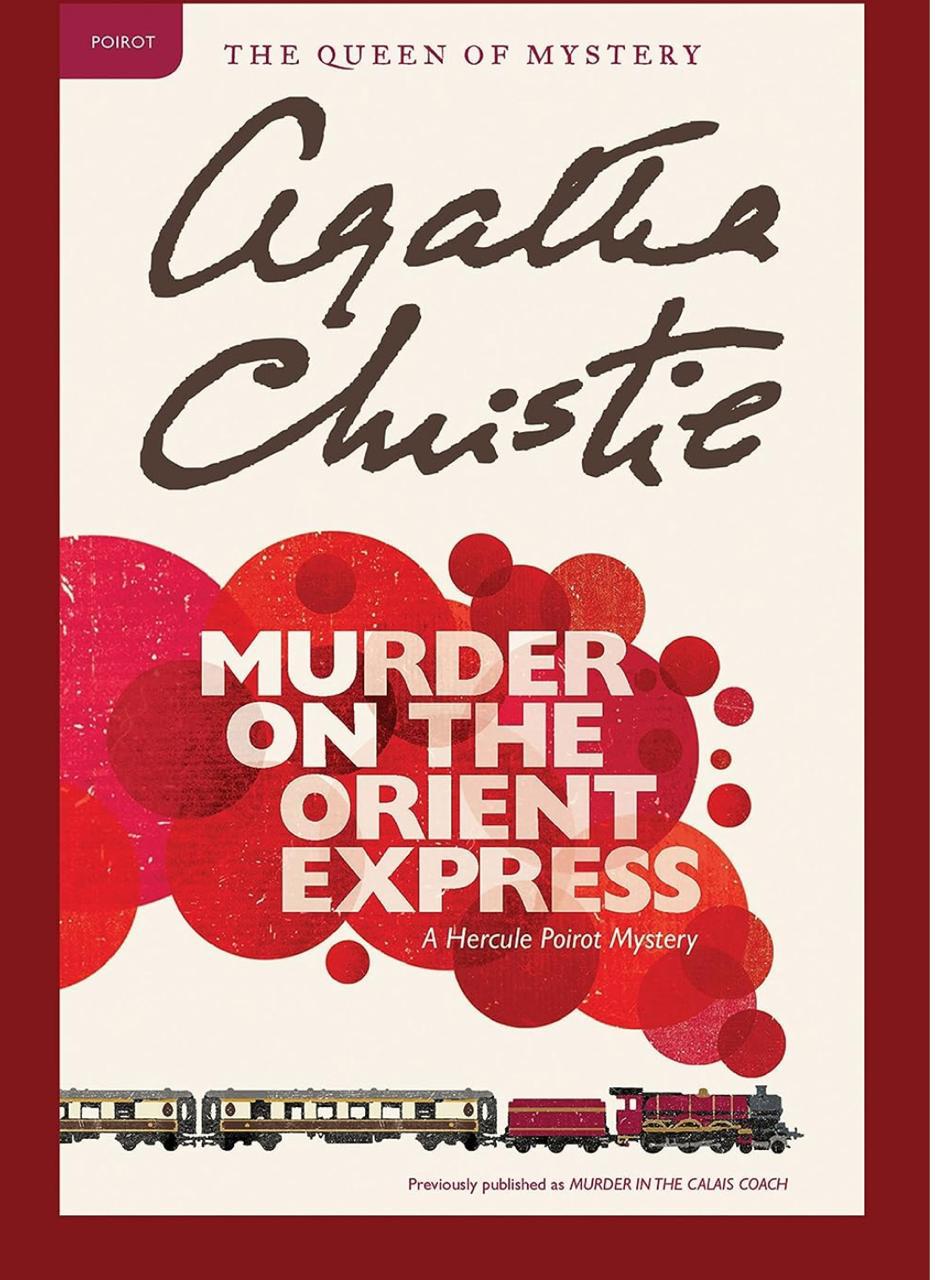 POIROT
THE QUEEN OF MYSTERY
Agatha
Christie
MURDER
ON THE
ORIENT
EXPRESS
A Hercule Poirot Mystery
Previously published as MURDER IN THE CALAIS COACH